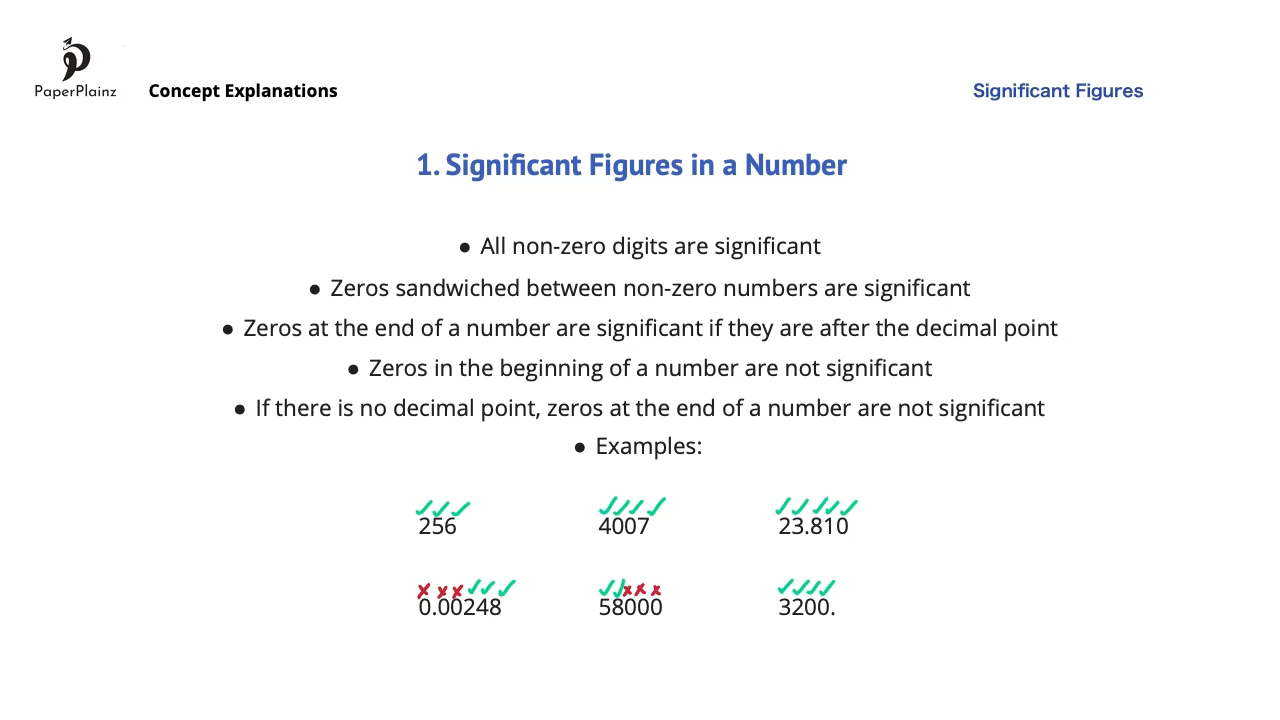 PaperPlainz
Concept Explanations
Significant Figures
1. Significant Figures in a Number
● All non-zero digits are significant
● Zeros sandwiched between non-zero numbers are significant
● Zeros at the end of a number are significant if they are after the decimal point
● Zeros in the beginning of a number are not significant
● If there is no decimal point, zeros at the end of a number are not significant
● Examples:
✓✓✓ ✓✓✓✓ ✓✓✓✓✓
256 4007 23.810
✗✗✗✓✓✓ ✓✓✗✗✗ ✓✓✓✓
0.00248 58000 3200.